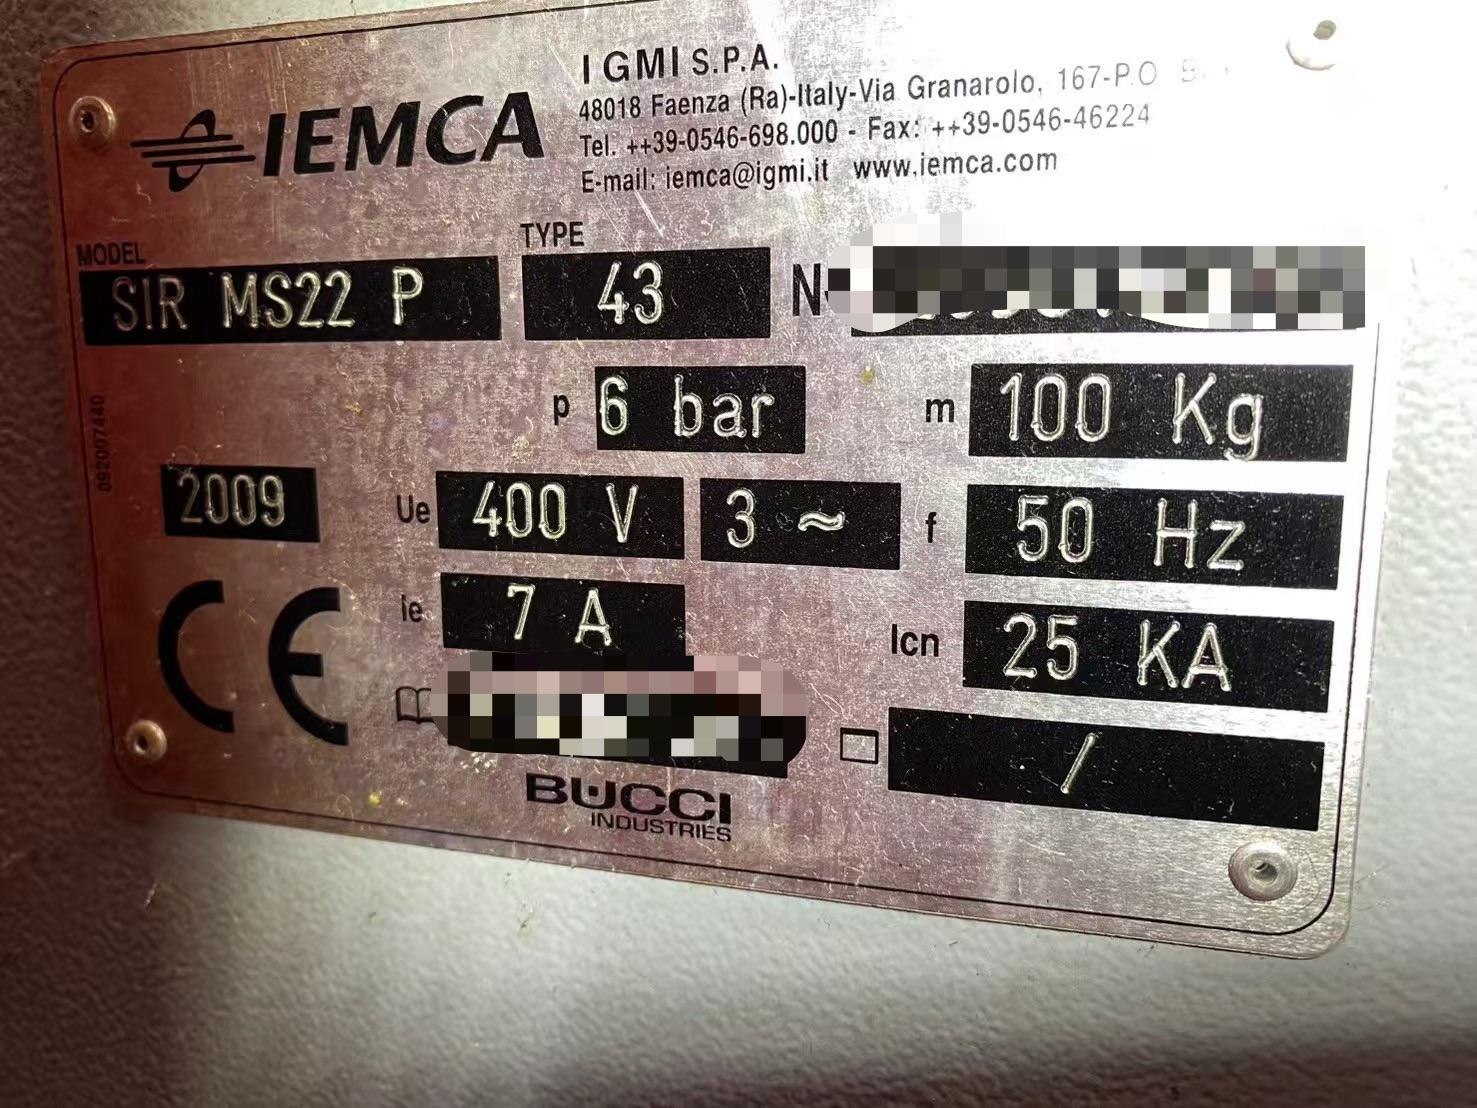 IEMCA
I GMI S.P.A.
48018 Faenza (Ra)-Italy-Via Granarolo, 167-P.O
Tel. ++39-0546-698.000 - Fax: ++39-0546-46224
E-mail: iemca@igmi.it www.iemca.com
MODEL TYPE
SIR MS22 P 43
p 6 bar m 100 Kg
092007440
2009 Ue 400 V 3 ~ f 50 Hz
CE Ie 7 A Icn 25 KA
/
BUCCI
INDUSTRIES